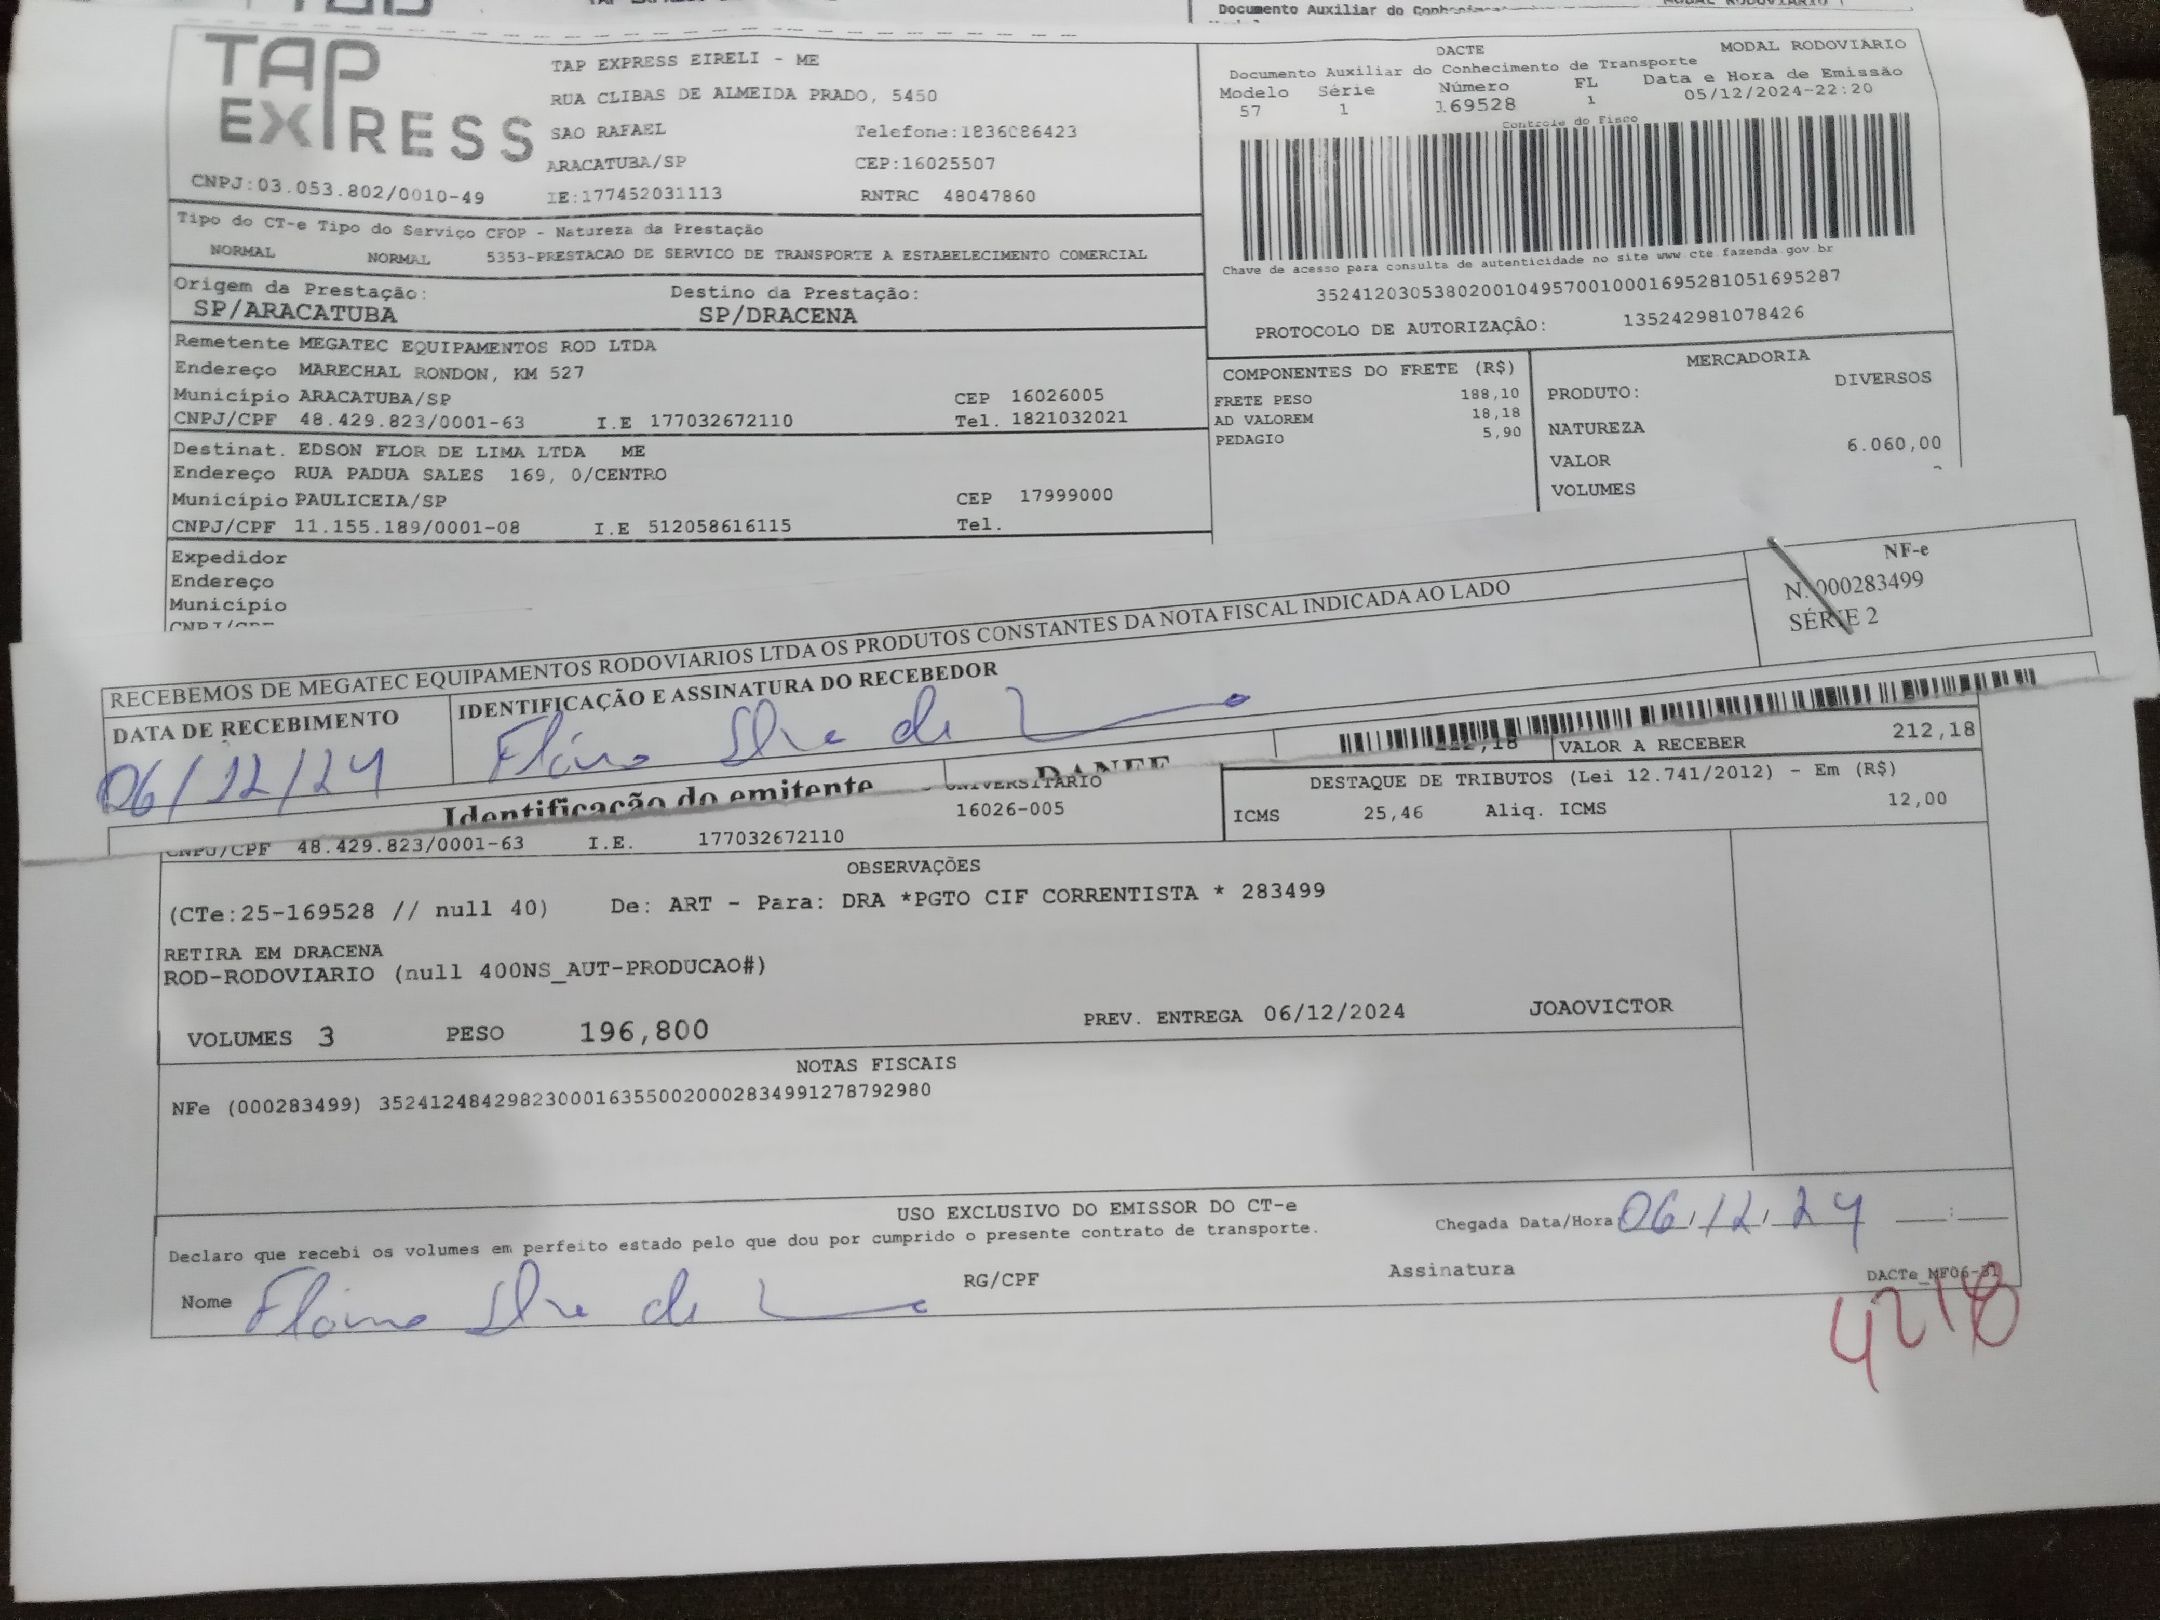 Documento Auxiliar do
TAP EXPRESS
TAP EXPRESS EIRELI - ME
RUA CLIBAS DE ALMEIDA PRADO, 5450
SAO RAFAEL Telefone:1836086423
ARACATUBA/SP CEP:16025507
CNPJ:03.053.802/0010-49 IE:177452031113 RNTRC 48047860
DACTE MODAL RODOVIARIO
Documento Auxiliar do Conhecimento de Transporte
Modelo Série Número FL Data e Hora de Emissão
57 1 169528 1 05/12/2024-22:20
Controle do Fisco
Chave de acesso para consulta de autenticidade no site www.cte.fazenda.gov.br
35241203053802001049570010001695281051695287
PROTOCOLO DE AUTORIZAÇÃO: 135242981078426
Tipo do CT-e Tipo do Serviço CFOP - Natureza da Prestação
NORMAL NORMAL 5353-PRESTACAO DE SERVICO DE TRANSPORTE A ESTABELECIMENTO COMERCIAL
Origem da Prestação: Destino da Prestação:
SP/ARACATUBA SP/DRACENA
Remetente MEGATEC EQUIPAMENTOS ROD LTDA
Endereço MARECHAL RONDON, KM 527
Município ARACATUBA/SP CEP 16026005
CNPJ/CPF 48.429.823/0001-63 I.E 177032672110 Tel. 1821032021
Destinat. EDSON FLOR DE LIMA LTDA ME
Endereço RUA PADUA SALES 169, 0/CENTRO
Município PAULICEIA/SP CEP 17999000
CNPJ/CPF 11.155.189/0001-08 I.E 512058616115 Tel.
Expedidor
Endereço
Município
COMPONENTES DO FRETE (R$)
FRETE PESO 188,10
AD VALOREM 18,18
PEDAGIO 5,90
MERCADORIA
PRODUTO: DIVERSOS
NATUREZA
VALOR 6.060,00
VOLUMES
RECEBEMOS DE MEGATEC EQUIPAMENTOS RODOVIARIOS LTDA OS PRODUTOS CONSTANTES DA NOTA FISCAL INDICADA AO LADO
NF-e
N. 000283499
SÉRIE 2
DATA DE RECEBIMENTO IDENTIFICAÇÃO E ASSINATURA DO RECEBEDOR
06/12/24
Identificação do emitente DANFE
VALOR A RECEBER 212,18
UNIVERSITARIO
16026-005
DESTAQUE DE TRIBUTOS (Lei 12.741/2012) - Em (R$)
ICMS 25,46 Aliq. ICMS 12,00
CNPJ/CPF 48.429.823/0001-63 I.E. 177032672110
OBSERVAÇÕES
(CTe:25-169528 // null 40) De: ART - Para: DRA *PGTO CIF CORRENTISTA * 283499
RETIRA EM DRACENA
ROD-RODOVIARIO (null 400NS_AUT-PRODUCAO#)
VOLUMES 3 PESO 196,800 PREV. ENTREGA 06/12/2024 JOAOVICTOR
NOTAS FISCAIS
NFe (000283499) 35241248429823000163550020002834991278792980
USO EXCLUSIVO DO EMISSOR DO CT-e
Declaro que recebi os volumes em perfeito estado pelo que dou por cumprido o presente contrato de transporte. Chegada Data/Hora 06/12/24
Nome RG/CPF Assinatura DACTe_MF06-31
4218